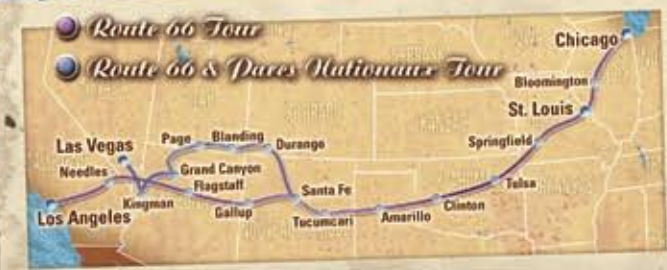 Route 66 Tour
Route 66 & Parcs Nationaux Tour
Chicago
Bloomington
St. Louis
Springfield
Tulsa
Clinton
Amarillo
Tucumcari
Santa Fe
Durango
Blanding
Page
Grand Canyon
Flagstaff
Gallup
Las Vegas
Needles
Kingman
Los Angeles